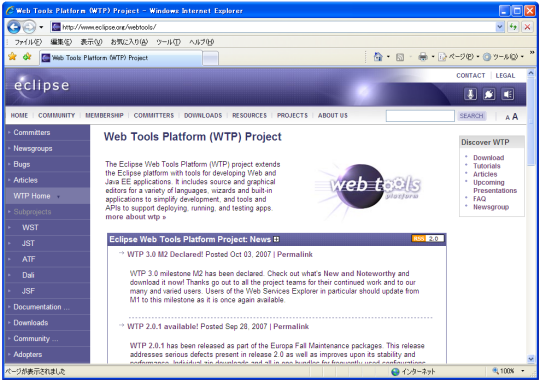 Web Tools Platform (WTP) Project - Windows Internet Explorer
http://www.eclipse.org/webtools/
ファイル(F) 編集(E) 表示(V) お気に入り(A) ツール(T) ヘルプ(H)
Web Tools Platform (WTP) Project
ページ(P) ツール(O)
CONTACT | LEGAL
eclipse
HOME | COMMUNITY | MEMBERSHIP | COMMITTERS | DOWNLOADS | RESOURCES | PROJECTS | ABOUT US
SEARCH
A A
Committers
Newsgroups
Bugs
Articles
WTP Home
Subprojects
WST
JST
ATF
Dali
JSF
Documentation ...
Downloads
Community ...
Adopters
Web Tools Platform (WTP) Project
The Eclipse Web Tools Platform (WTP) project extends
the Eclipse platform with tools for developing Web and
Java EE applications. It includes source and graphical
editors for a variety of languages, wizards and built-in
applications to simplify development, and tools and
APIs to support deploying, running, and testing apps.
more about wtp »
web tools
platform
Discover WTP
Download
Tutorials
Articles
Upcoming
Presentations
FAQ
Newsgroup
Eclipse Web Tools Platform Project: News
RSS 2.0
WTP 3.0 M2 Declared! Posted Oct 03, 2007 | Permalink
WTP 3.0 milestone M2 has been declared. Check out what's New and Noteworthy and
download it now! Thanks go out to all the project teams for their continued work and to our
many and varied users. Users of the Web Services Explorer in particular should update from
M1 to this milestone as it is once again available.
WTP 2.0.1 available! Posted Sep 28, 2007 | Permalink
WTP 2.0.1 has been released as part of the Europa Fall Maintenance packages. This release
addresses serious defects present in release 2.0 as well as improves upon its stability and
performance. Individual zip downloads and all in one bundles for frequently used configurations
ページが表示されました
インターネット
100%